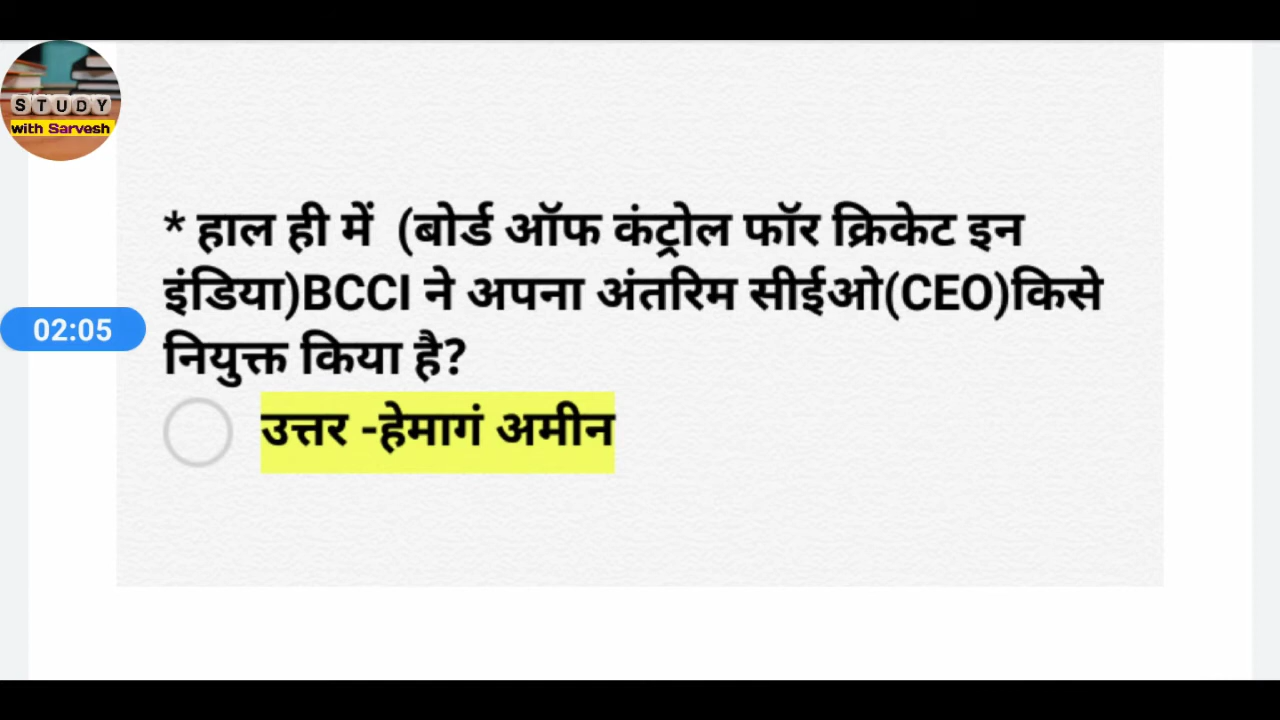 STUDY
with Sarvesh
* हाल ही में (बोर्ड ऑफ कंट्रोल फॉर क्रिकेट इन
इंडिया)BCCI ने अपना अंतरिम सीईओ(CEO)किसे
नियुक्त किया है?
02:05
उत्तर -हेमागं अमीन